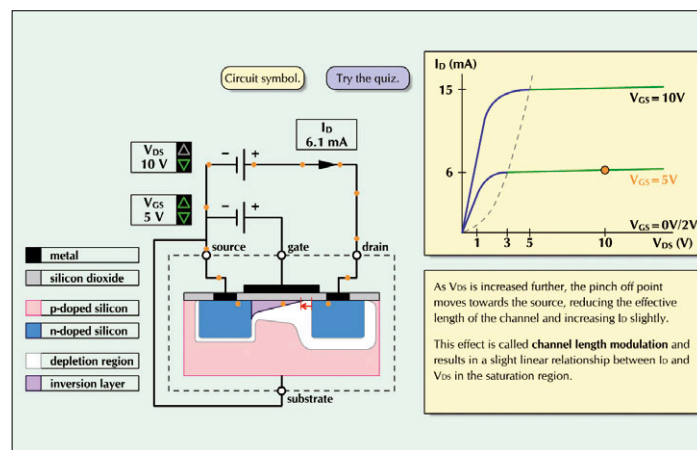 Circuit symbol.
Try the quiz.
VDS
10 V
− +
ID
6.1 mA
VGS
5 V
− +
source
gate
drain
substrate
metal
silicon dioxide
p-doped silicon
n-doped silicon
depletion region
inversion layer
ID (mA)
15
VGS = 10V
6
VGS = 5V
VGS = 0V/2V
1 3 5 10 VDS (V)
As VDS is increased further, the pinch off point
moves towards the source, reducing the effective
length of the channel and increasing ID slightly.
This effect is called channel length modulation and
results in a slight linear relationship between ID and
VDS in the saturation region.